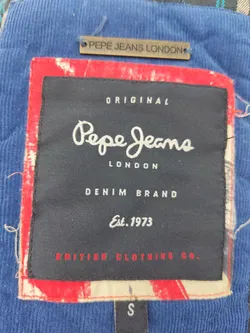 PEPE JEANS LONDON
ORIGINAL
Pepe Jeans
LONDON
DENIM BRAND
Est. 1973
BRITISH CLOTHING CO.
S